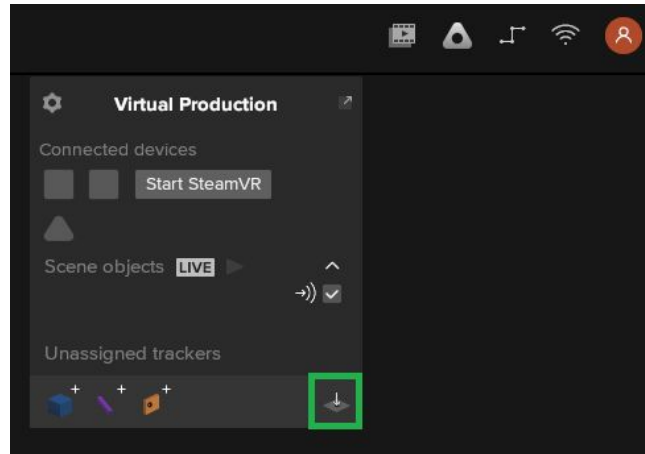 Virtual Production
Connected devices
Start SteamVR
Scene objects LIVE
Unassigned trackers